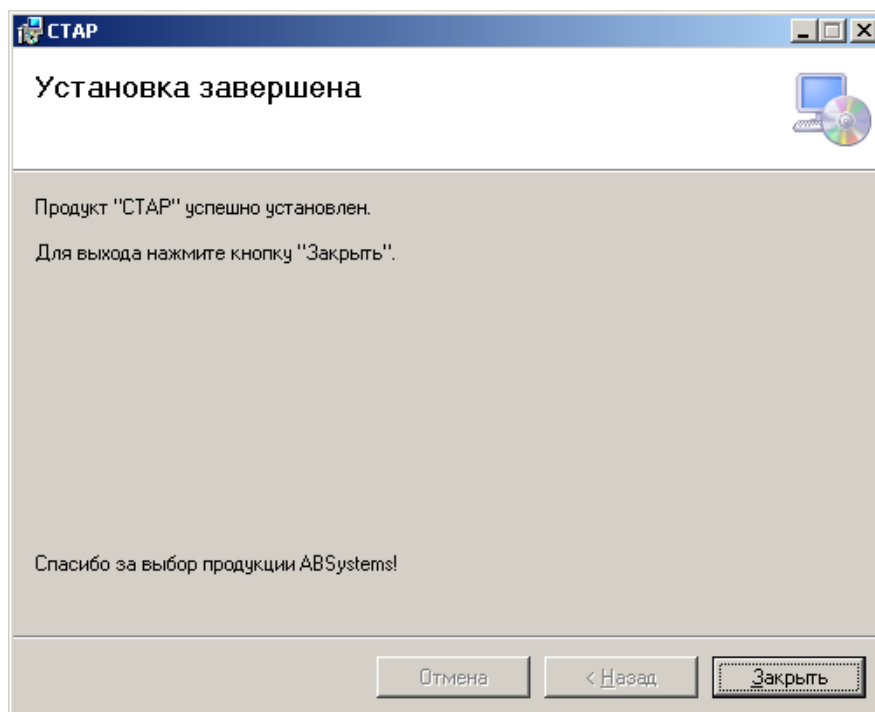 СТАР
Установка завершена
Продукт "СТАР" успешно установлен.
Для выхода нажмите кнопку "Закрыть".
Спасибо за выбор продукции ABSystems!
Отмена
< Назад
Закрыть